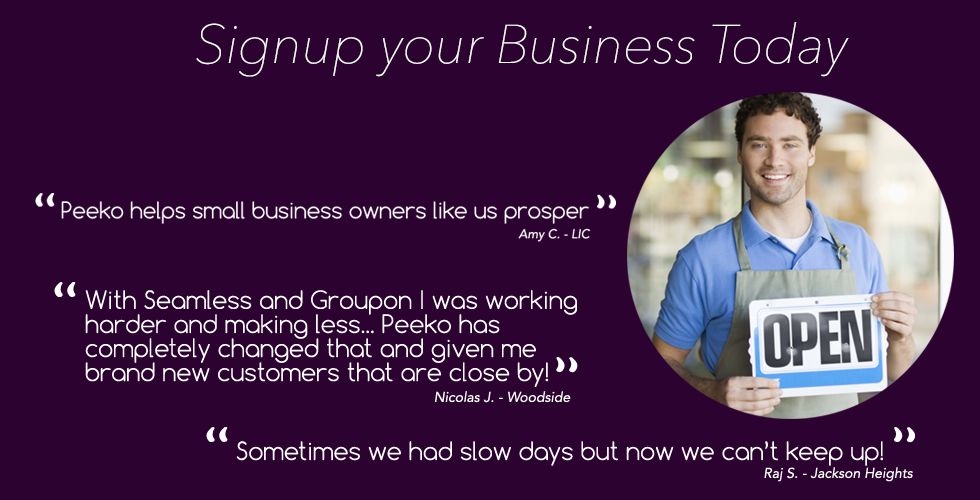 Signup your Business Today
“Peeko helps small business owners like us prosper”
Amy C. - LIC
“With Seamless and Groupon I was working
harder and making less... Peeko has
completely changed that and given me
brand new customers that are close by!”
Nicolas J. - Woodside
OPEN
“Sometimes we had slow days but now we can’t keep up!”
Raj S. - Jackson Heights